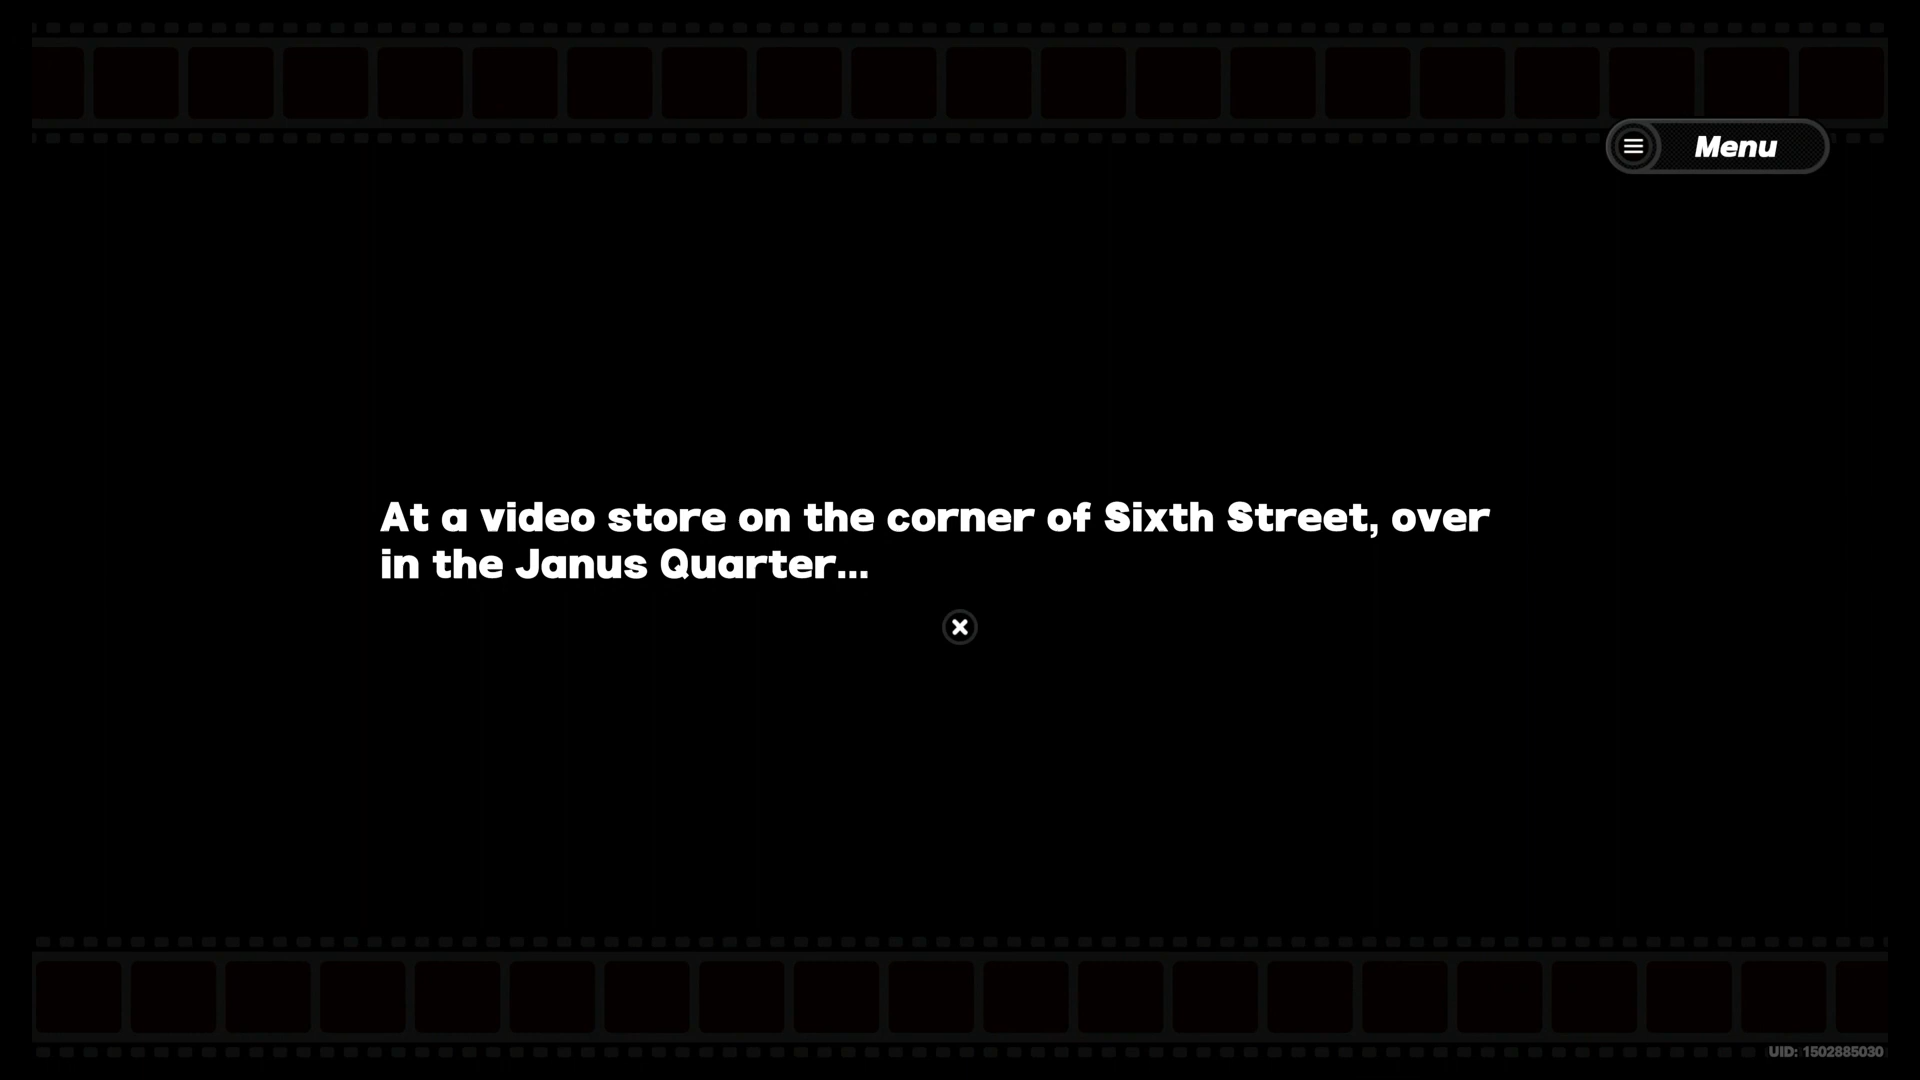 Menu
At a video store on the corner of Sixth Street, over
in the Janus Quarter...
UID: 1502885030